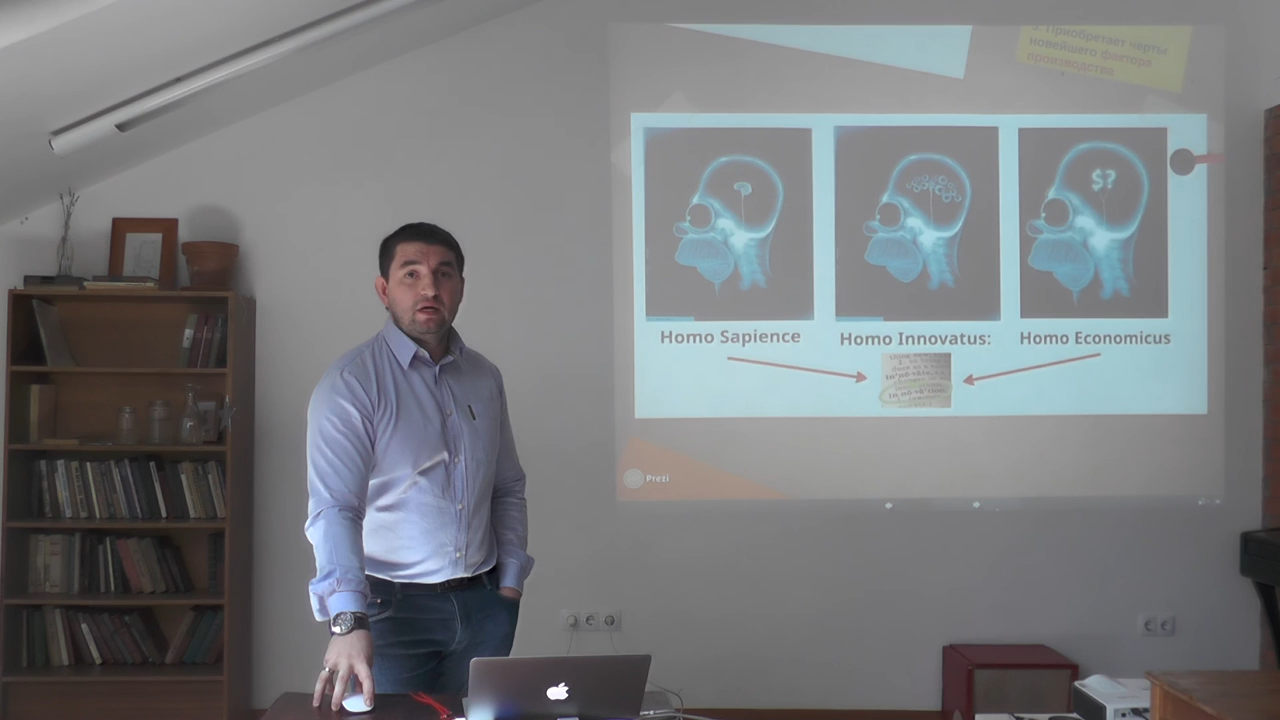 Приобретает черты
новейшего фактора
производства
$?
Homo Sapience
Homo Innovatus:
Homo Economicus
Prezi